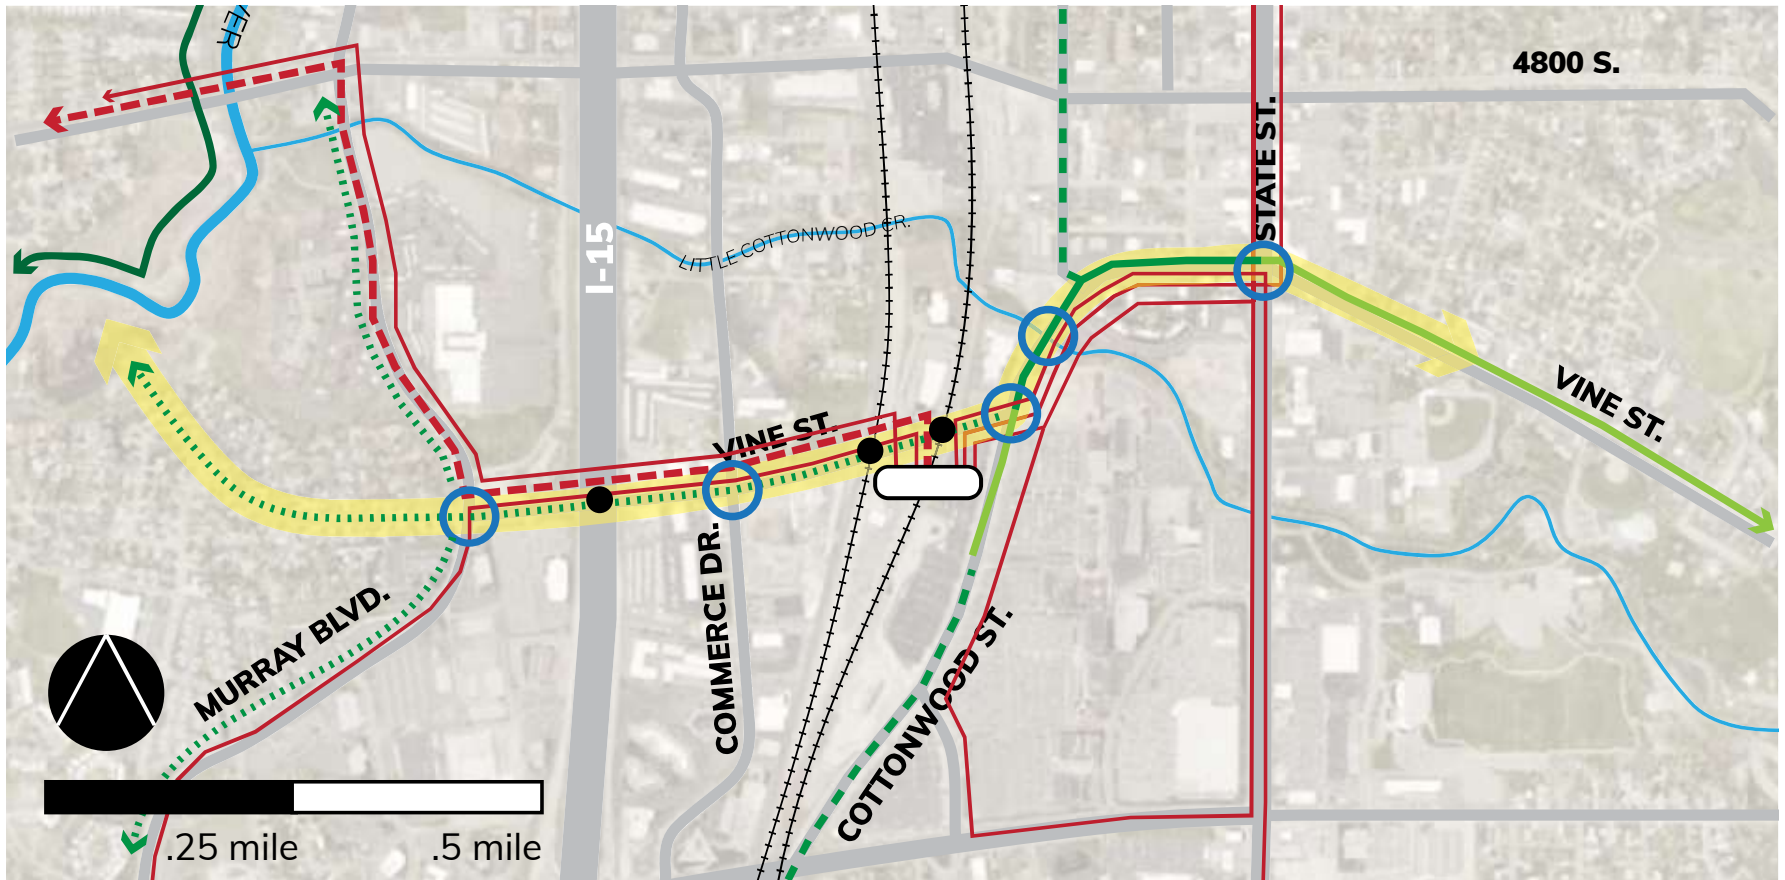 VER
4800 S.
STATE ST.
I-15
LITTLE COTTONWOOD CR.
VINE ST.
VINE ST.
COMMERCE DR.
MURRAY BLVD.
COTTONWOOD ST.
.25 mile
.5 mile